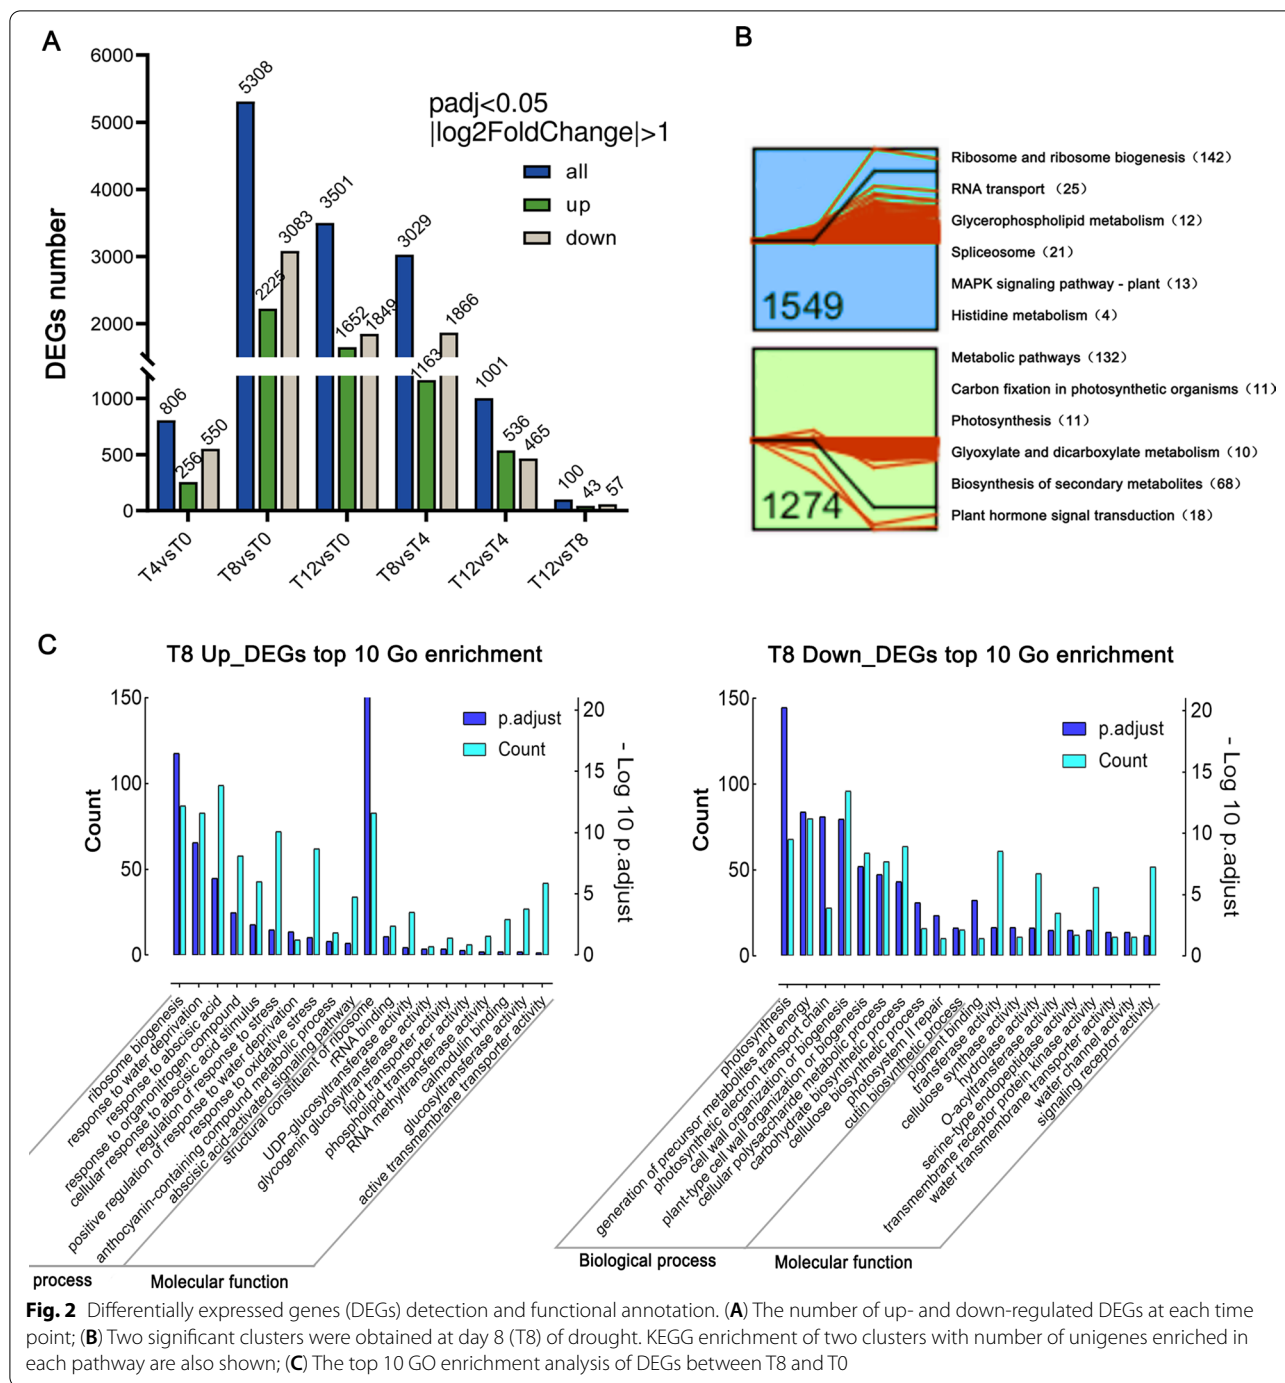 A
6000
5000
4000
3000
2000
1000
500
0
DEGs number
padj<0.05
|log2FoldChange|>1
all
up
down
806
256
550
5308
2225
3083
3501
1652
1849
3029
1163
1866
1001
536
465
100
43
57
T4vsT0
T8vsT0
T12vsT0
T8vsT4
T12vsT4
T12vsT8
B
1549
Ribosome and ribosome biogenesis（142）
RNA transport （25）
Glycerophospholipid metabolism（12）
Spliceosome（21）
MAPK signaling pathway - plant（13）
Histidine metabolism（4）
1274
Metabolic pathways（132）
Carbon fixation in photosynthetic organisms（11）
Photosynthesis（11）
Glyoxylate and dicarboxylate metabolism（10）
Biosynthesis of secondary metabolites（68）
Plant hormone signal transduction（18）
C
T8 Up_DEGs top 10 Go enrichment
150
100
50
0
Count
p.adjust
Count
20
15
10
5
0
- Log 10 p.adjust
ribosome biogenesis
response to water deprivation
response to abscisic acid
response to organonitrogen compound
cellular response to abscisic acid stimulus
regulation of response to stress
positive regulation of response to water deprivation
response to oxidative stress
anthocyanin-containing compound metabolic process
abscisic acid-activated signaling pathway
structural constituent of ribosome
rRNA binding
UDP-glucosyltransferase activity
glycogenin glucosyltransferase activity
lipid transporter activity
phospholipid transporter activity
RNA methyltransferase activity
calmodulin binding
glucosyltransferase activity
active transmembrane transporter activity
process
Molecular function
T8 Down_DEGs top 10 Go enrichment
150
100
50
0
Count
p.adjust
Count
20
15
10
5
0
- Log 10 p.adjust
photosynthesis
generation of precursor metabolites and energy
photosynthetic electron transport chain
cell wall organization or biogenesis
plant-type cell wall organization or biogenesis
cellular polysaccharide metabolic process
carbohydrate biosynthetic process
cellulose biosynthetic process
photosystem II repair
cutin biosynthetic process
pigment binding
transferase activity
cellulose synthase activity
hydrolase activity
O-acyltransferase activity
serine-type endopeptidase activity
transmembrane receptor protein kinase activity
water transmembrane transporter activity
water channel activity
signaling receptor activity
Biological process
Molecular function
Fig. 2 Differentially expressed genes (DEGs) detection and functional annotation. (A) The number of up- and down-regulated DEGs at each time
point; (B) Two significant clusters were obtained at day 8 (T8) of drought. KEGG enrichment of two clusters with number of unigenes enriched in
each pathway are also shown; (C) The top 10 GO enrichment analysis of DEGs between T8 and T0